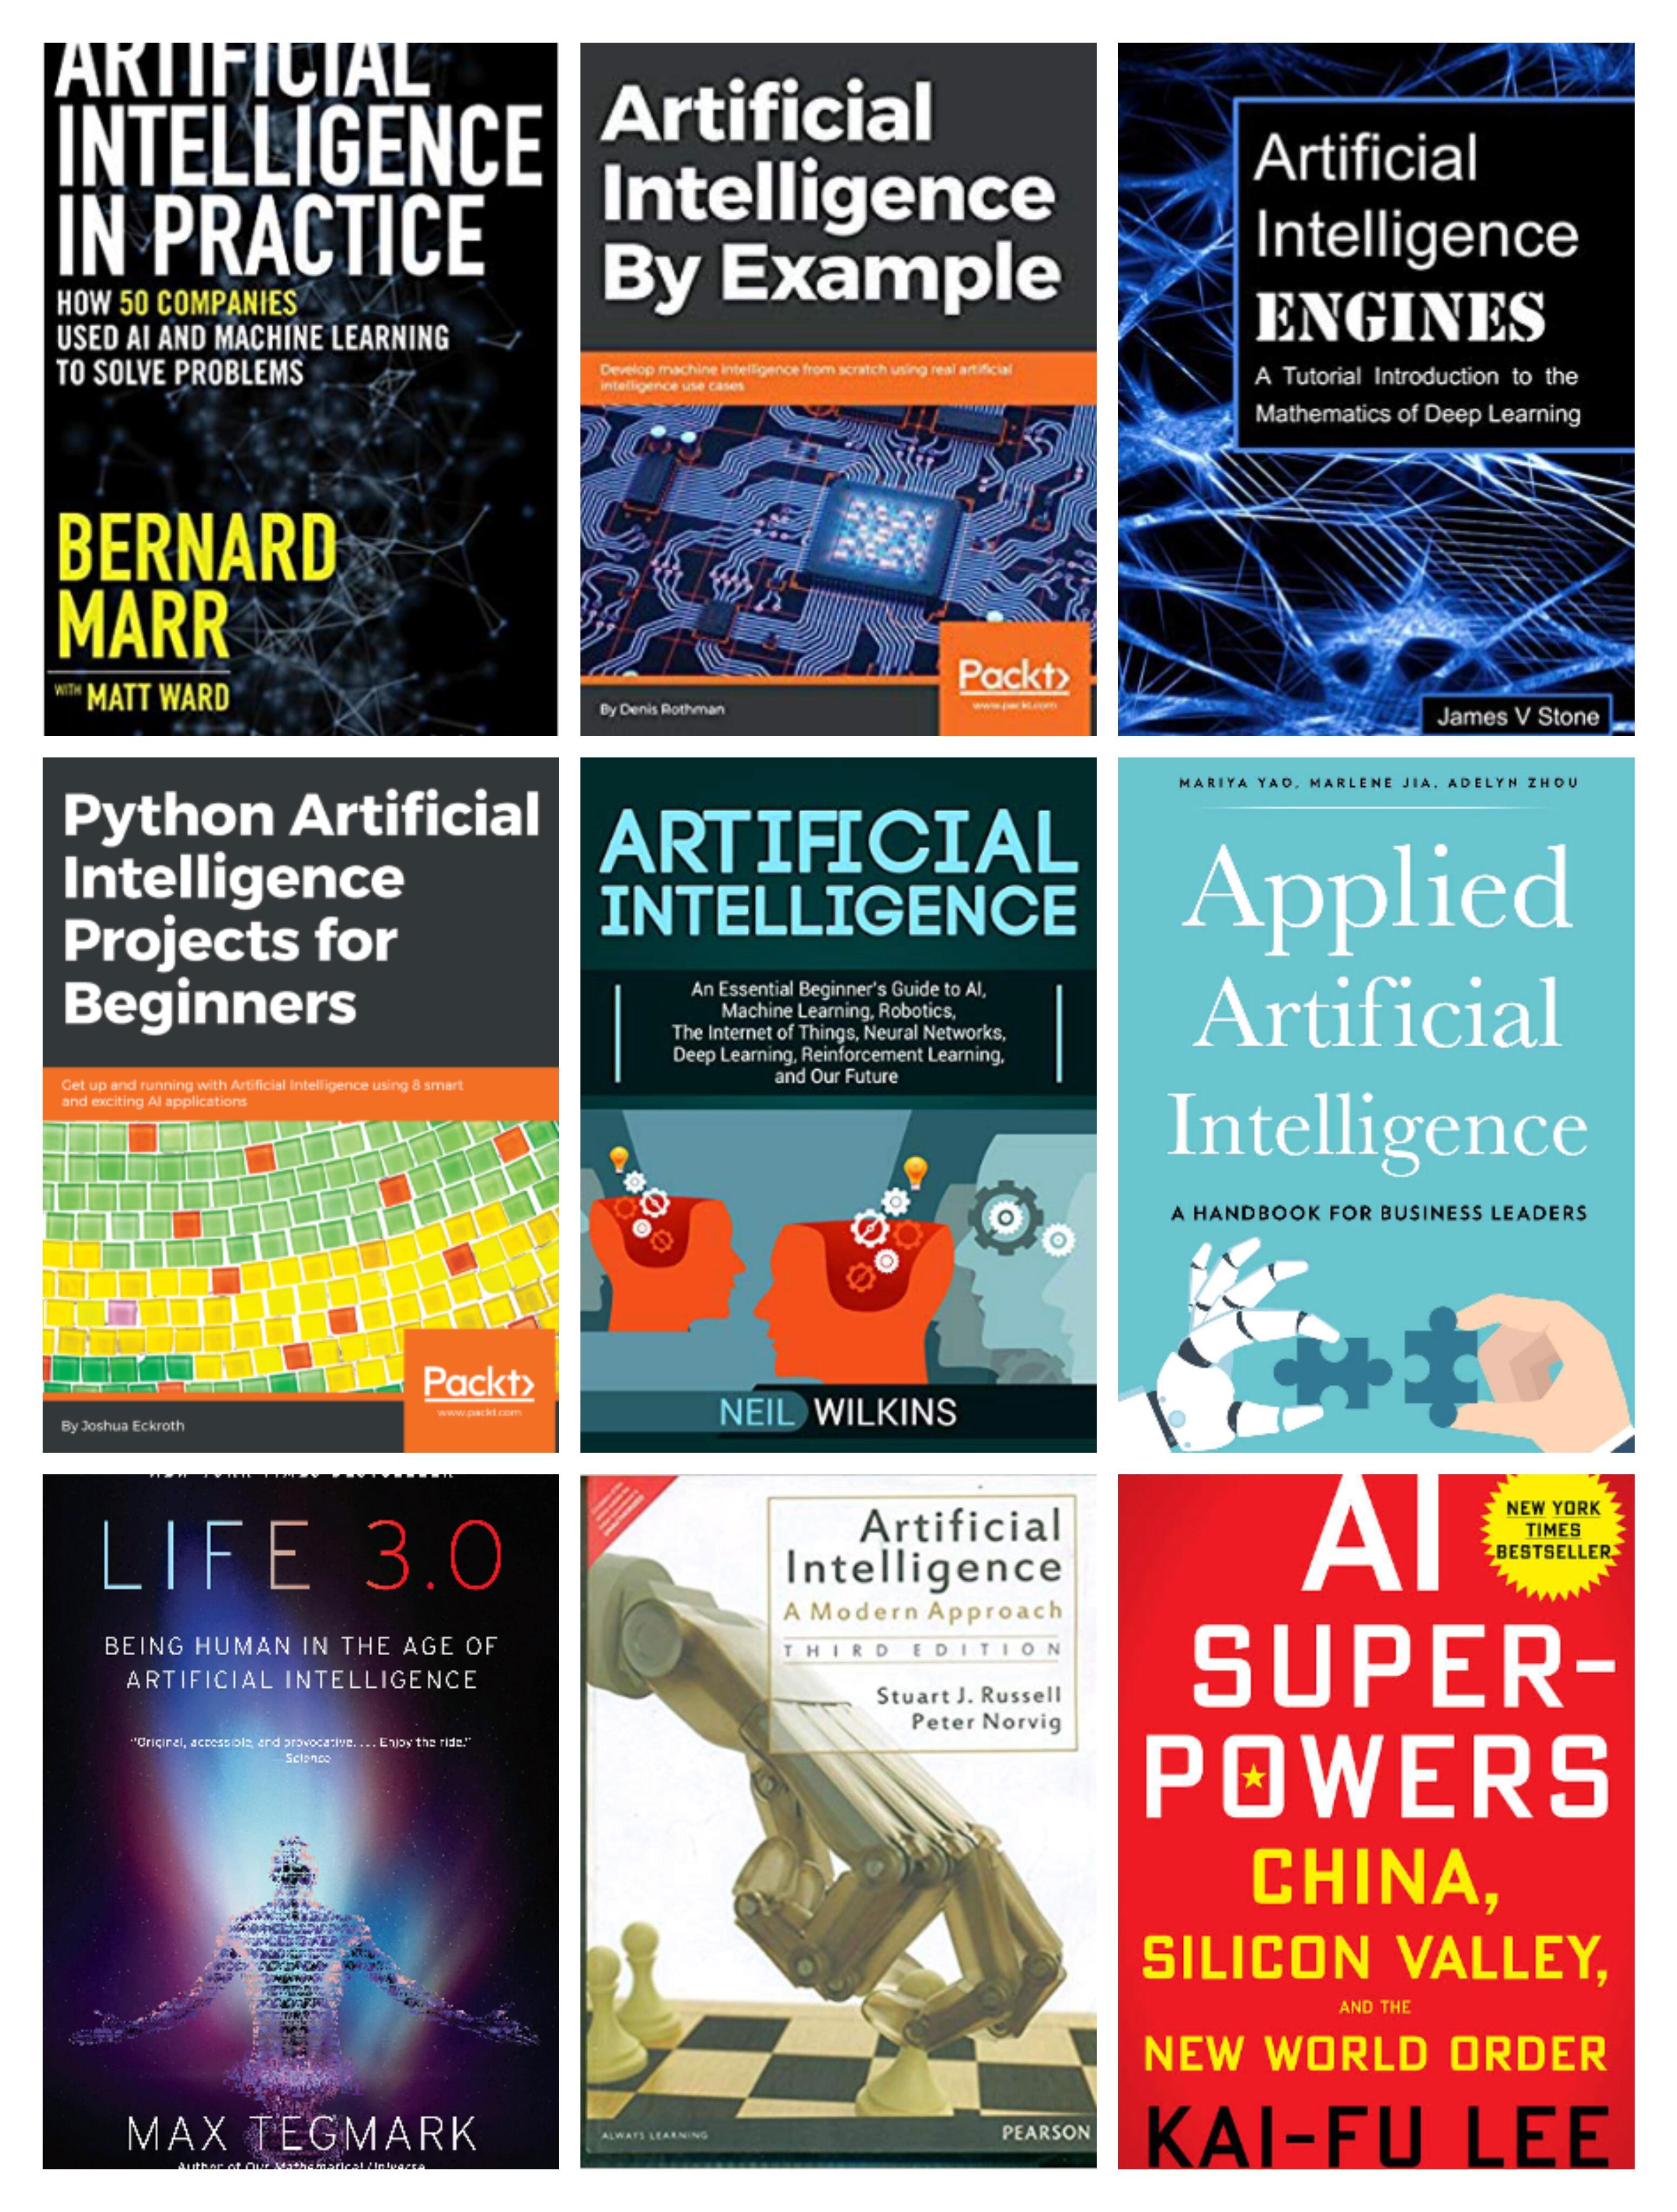 ARTIFICIAL
INTELLIGENCE
IN PRACTICE
HOW 50 COMPANIES
USED AI AND MACHINE LEARNING
TO SOLVE PROBLEMS
BERNARD
MARR
WITH MATT WARD
Artificial
Intelligence
By Example
Develop machine intelligence from scratch using real artificial
intelligence use cases
Packt>
www.packt.com
By Denis Rothman
Artificial
Intelligence
ENGINES
A Tutorial Introduction to the
Mathematics of Deep Learning
James V Stone
Python Artificial
Intelligence
Projects for
Beginners
Get up and running with Artificial Intelligence using 8 smart
and exciting AI applications
Packt>
www.packt.com
By Joshua Eckroth
ARTIFICIAL
INTELLIGENCE
An Essential Beginner's Guide to AI,
Machine Learning, Robotics,
The Internet of Things, Neural Networks,
Deep Learning, Reinforcement Learning,
and Our Future
NEIL WILKINS
MARIYA YAO, MARLENE JIA, ADELYN ZHOU
Applied
Artificial
Intelligence
A HANDBOOK FOR BUSINESS LEADERS
LIFE 3.0
BEING HUMAN IN THE AGE OF
ARTIFICIAL INTELLIGENCE
"Original, accessible, and provocative. . . . Enjoy the ride."
—Science
MAX TEGMARK
Author of Our Mathematical Universe
Artificial
Intelligence
A Modern Approach
THIRD EDITION
Stuart J. Russell
Peter Norvig
ALWAYS LEARNING
PEARSON
AI
NEW YORK
TIMES
BESTSELLER
SUPER-
POWERS
CHINA,
SILICON VALLEY,
AND THE
NEW WORLD ORDER
KAI-FU LEE